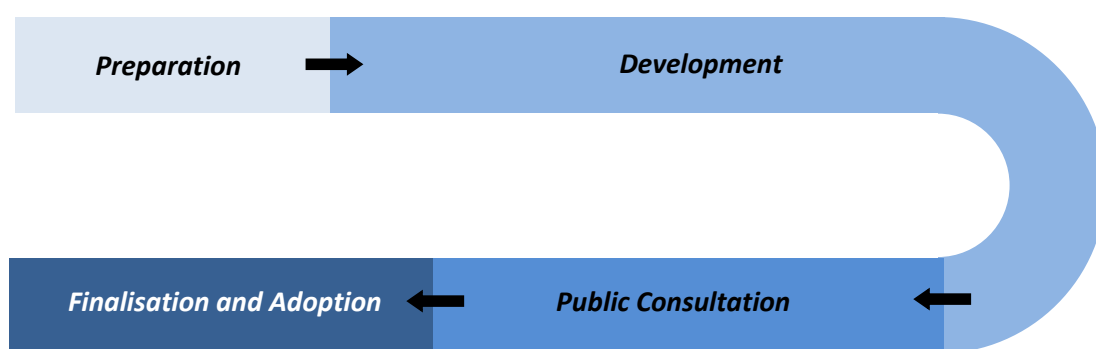 Preparation
Development
Public Consultation
Finalisation and Adoption